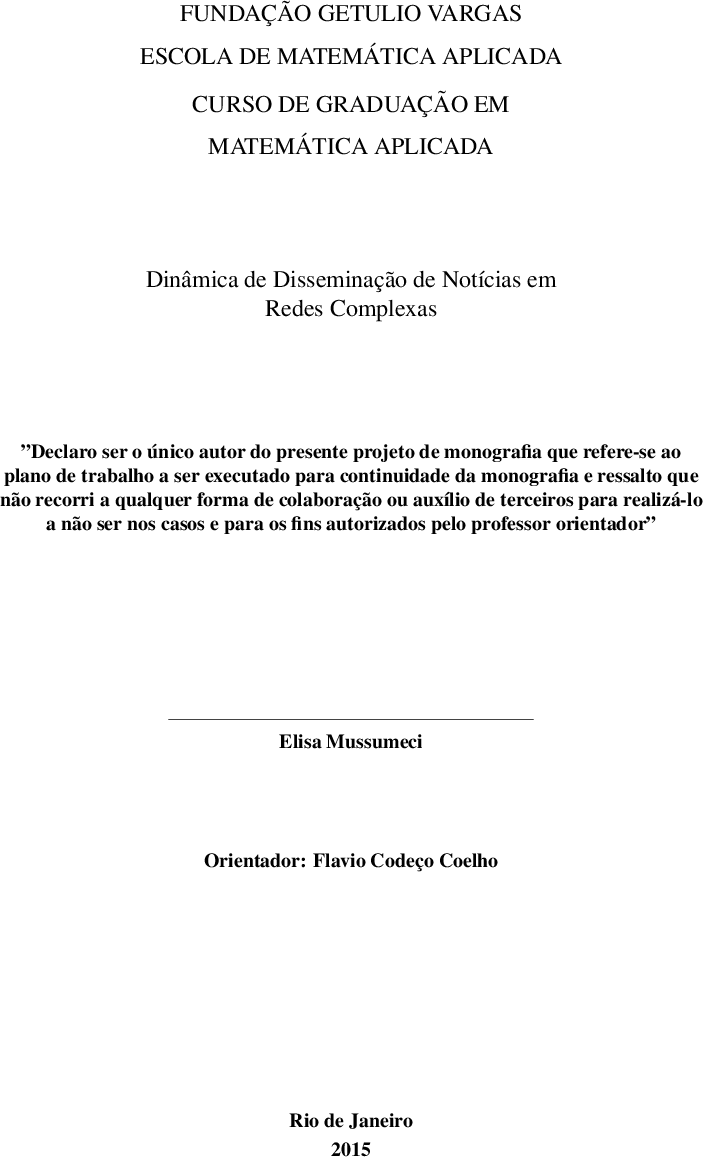 FUNDAÇÃO GETULIO VARGAS
ESCOLA DE MATEMÁTICA APLICADA
CURSO DE GRADUAÇÃO EM
MATEMÁTICA APLICADA
Dinâmica de Disseminação de Notícias em
Redes Complexas
”Declaro ser o único autor do presente projeto de monografia que refere-se ao
plano de trabalho a ser executado para continuidade da monografia e ressalto que
não recorri a qualquer forma de colaboração ou auxílio de terceiros para realizá-lo
a não ser nos casos e para os fins autorizados pelo professor orientador”
Elisa Mussumeci
Orientador: Flavio Codeço Coelho
Rio de Janeiro
2015